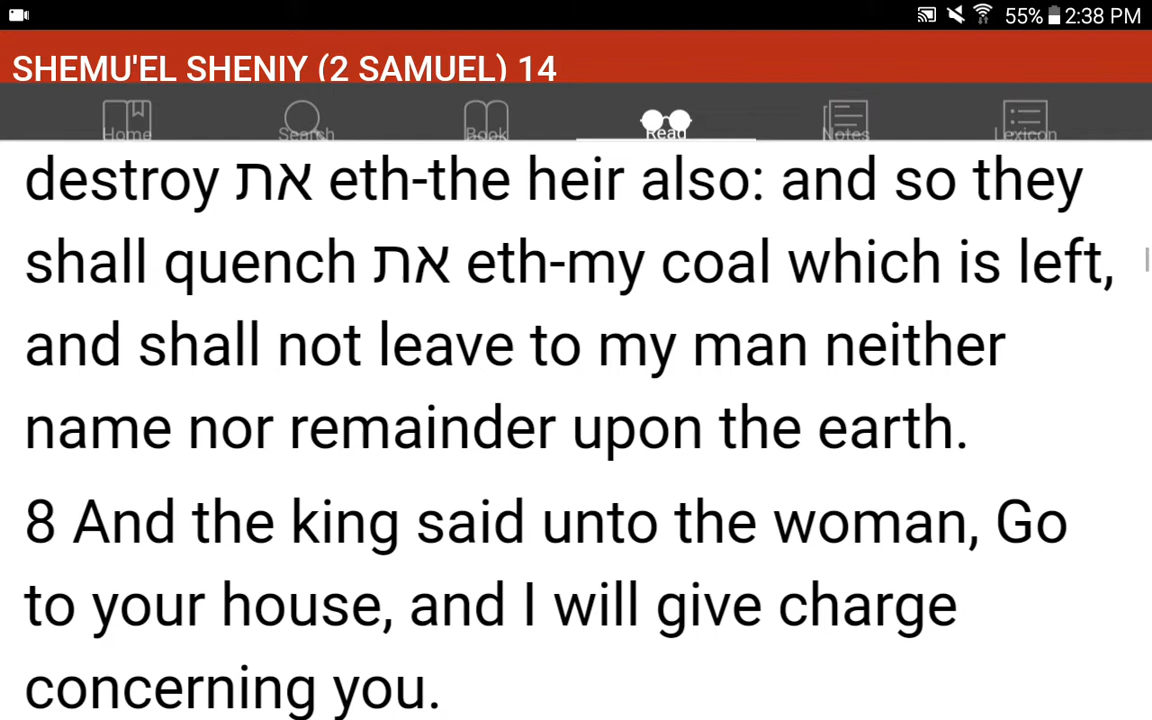 55% 2:38 PM
SHEMU'EL SHENIY (2 SAMUEL) 14
Home Search Book Read Notes Lexicon
destroy את eth-the heir also: and so they
shall quench את eth-my coal which is left,
and shall not leave to my man neither
name nor remainder upon the earth.
8 And the king said unto the woman, Go
to your house, and I will give charge
concerning you.